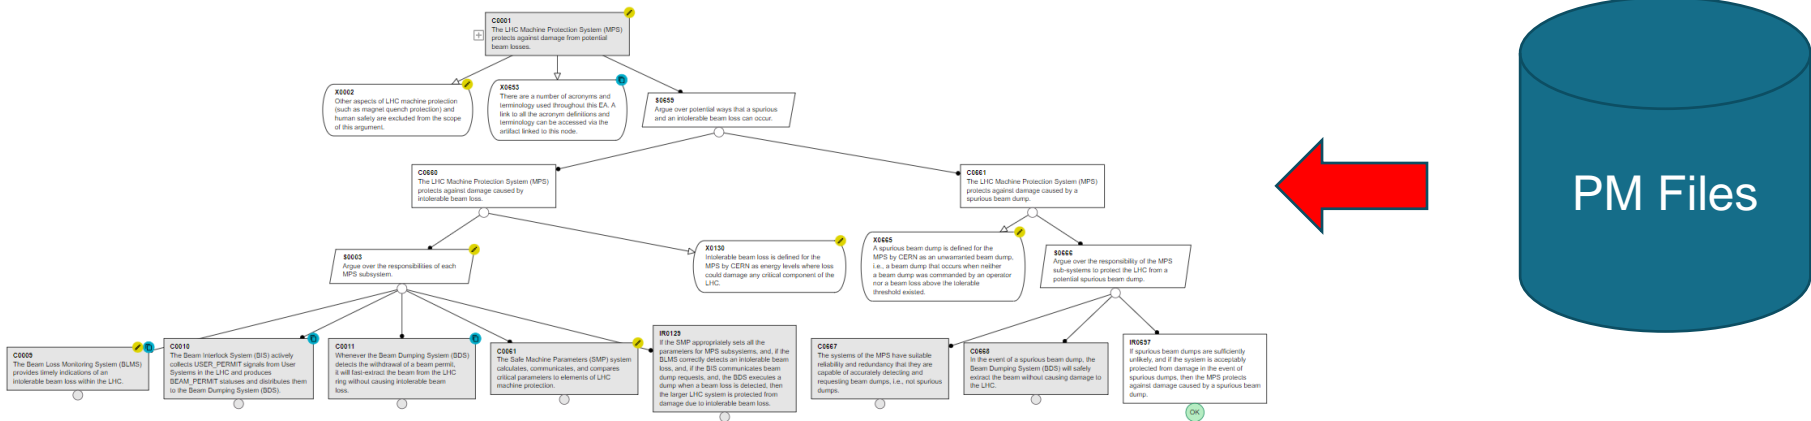 C0001
The LHC Machine Protection System (MPS)
protects against damage from potential
beam losses.
X0002
Other aspects of LHC machine protection
(such as magnet quench protection) and
human safety are excluded from the scope
of this argument.
X0653
There are a number of acronyms and
terminology used throughout this EA. A
link to all the acronym definitions and
terminology can be accessed via the
artifact linked to this node.
S0659
Argue over potential ways that a spurious
and an intolerable beam loss can occur.
C0660
The LHC Machine Protection System (MPS)
protects against damage caused by
intolerable beam loss.
C0661
The LHC Machine Protection System (MPS)
protects against damage caused by a
spurious beam dump.
PM Files
S0003
Argue over the responsibilities of each
MPS subsystem.
X0130
Intolerable beam loss is defined for the
MPS by CERN as energy levels where loss
could damage any critical component of the
LHC.
X0665
A spurious beam dump is defined for the
MPS by CERN as an unwarranted beam dump,
i.e., a beam dump that occurs when neither
a beam dump was commanded by an operator
nor a beam loss above the tolerable
threshold existed.
S0666
Argue over the responsibility of the MPS
sub-systems to protect the LHC from a
potential spurious beam dump.
C0009
The Beam Loss Monitoring System (BLMS)
provides timely indications of an
intolerable beam loss within the LHC.
C0010
The Beam Interlock System (BIS) actively
collects USER_PERMIT signals from User
Systems in the LHC and produces
BEAM_PERMIT statuses and distributes them
to the Beam Dumping System (BDS).
C0011
Whenever the Beam Dumping System (BDS)
detects the withdrawal of a beam permit,
it will fast-extract the beam from the LHC
ring without causing intolerable beam
loss.
C0061
The Safe Machine Parameters (SMP) system
calculates, communicates, and compares
critical parameters to elements of LHC
machine protection.
IR0125
If the SMP appropriately sets all the
parameters for MPS subsystems, and, if the
BLMS correctly detects an intolerable beam
loss, and, if the BIS communicates beam
dump requests, and, the BDS executes a
dump when a beam loss is detected, then
the larger LHC system is protected from
damage due to intolerable beam loss.
C0667
The systems of the MPS have suitable
reliability and redundancy that they are
capable of accurately detecting and
requesting beam dumps, i.e., not spurious
dumps.
C0668
In the event of a spurious beam dump, the
Beam Dumping System (BDS) will safely
extract the beam without causing damage to
the LHC.
IR0697
If spurious beam dumps are sufficiently
unlikely, and if the system is acceptably
protected from damage in the event of
spurious dumps, then the MPS protects
against damage caused by a spurious beam
dump.
OK